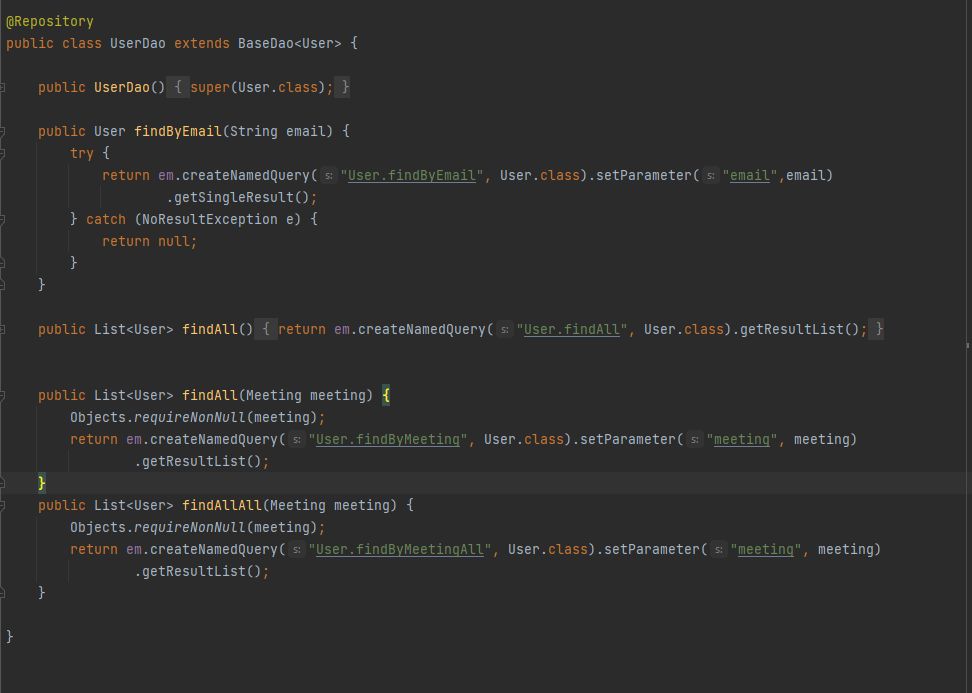 @Repository
public class UserDao extends BaseDao<User> {
public UserDao() { super(User.class); }
public User findByEmail(String email) {
try {
return em.createNamedQuery( s: "User.findByEmail", User.class).setParameter( s: "email",email)
.getSingleResult();
} catch (NoResultException e) {
return null;
}
}
public List<User> findAll() { return em.createNamedQuery( s: "User.findAll", User.class).getResultList(); }
public List<User> findAll(Meeting meeting) {
Objects.requireNonNull(meeting);
return em.createNamedQuery( s: "User.findByMeeting", User.class).setParameter( s: "meeting", meeting)
.getResultList();
}
public List<User> findAllAll(Meeting meeting) {
Objects.requireNonNull(meeting);
return em.createNamedQuery( s: "User.findByMeetingAll", User.class).setParameter( s: "meeting", meeting)
.getResultList();
}
}